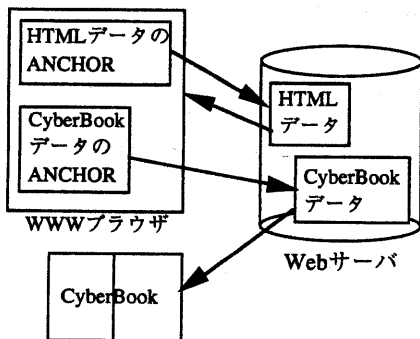 HTMLデータの
ANCHOR
CyberBook
データの
ANCHOR
WWWブラウザ
HTML
データ
CyberBook
データ
Webサーバ
CyberBook